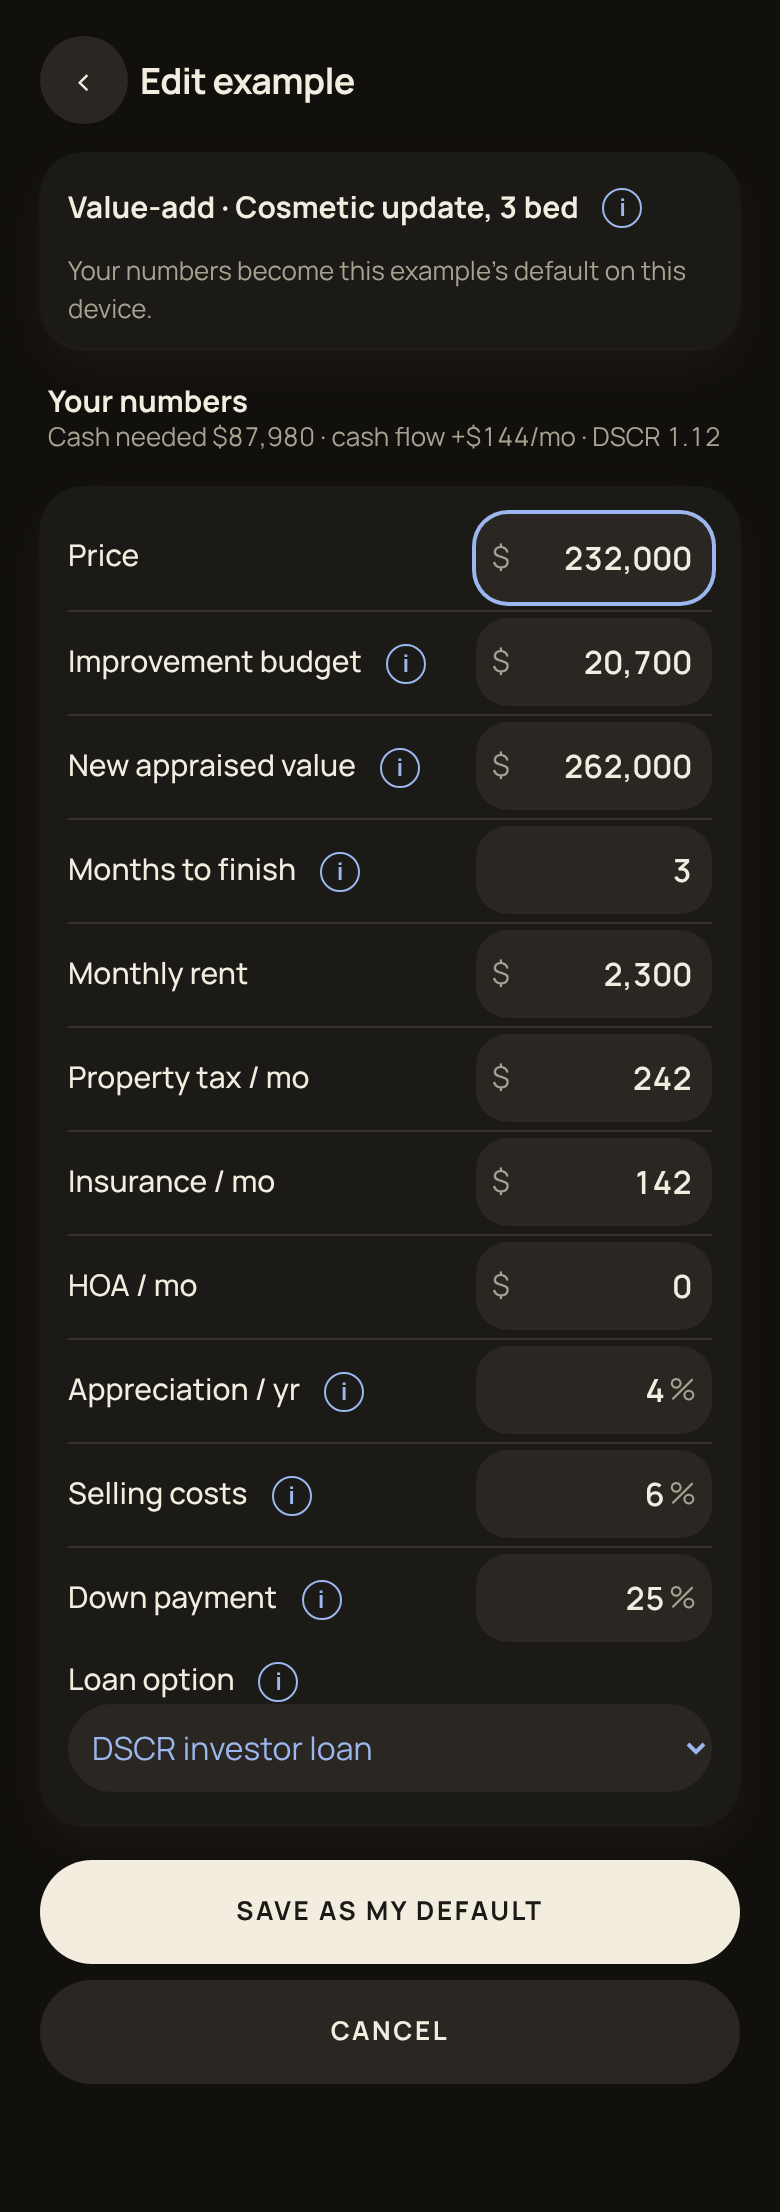 Edit example
Value-add · Cosmetic update, 3 bed i
Your numbers become this example's default on this
device.
Your numbers
Cash needed $87,980 · cash flow +$144/mo · DSCR 1.12
Price $ 232,000
Improvement budget i $ 20,700
New appraised value i $ 262,000
Months to finish i 3
Monthly rent $ 2,300
Property tax / mo $ 242
Insurance / mo $ 142
HOA / mo $ 0
Appreciation / yr i 4 %
Selling costs i 6 %
Down payment i 25 %
Loan option i
DSCR investor loan
SAVE AS MY DEFAULT
CANCEL